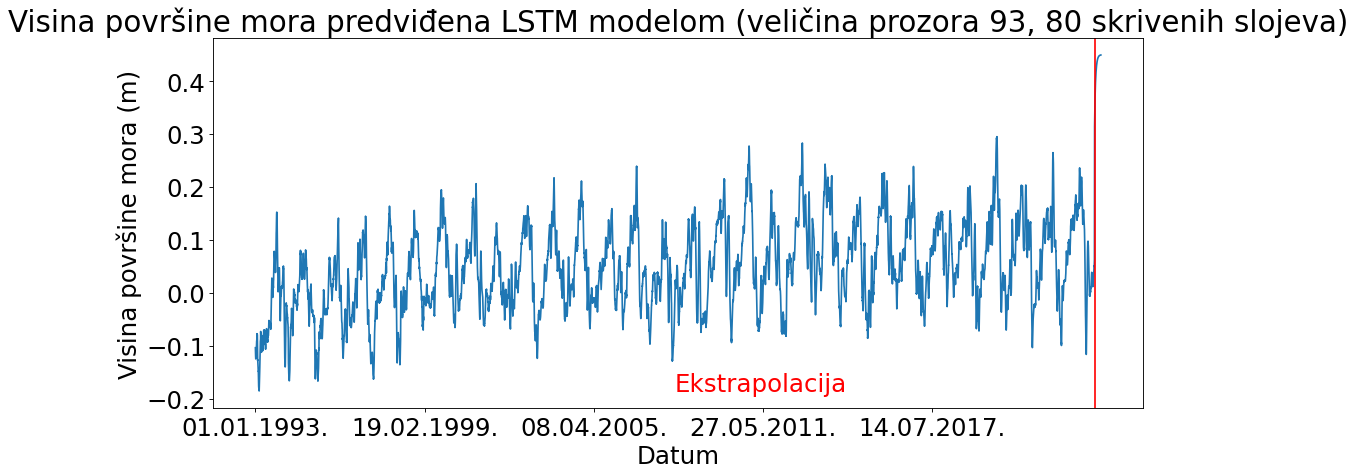 Visina površine mora predviđena LSTM modelom (veličina prozora 93, 80 skrivenih slojeva)
Visina površine mora (m)
0.4
0.3
0.2
0.1
0.0
−0.1
−0.2
Ekstrapolacija
01.01.1993. 19.02.1999. 08.04.2005. 27.05.2011. 14.07.2017.
Datum